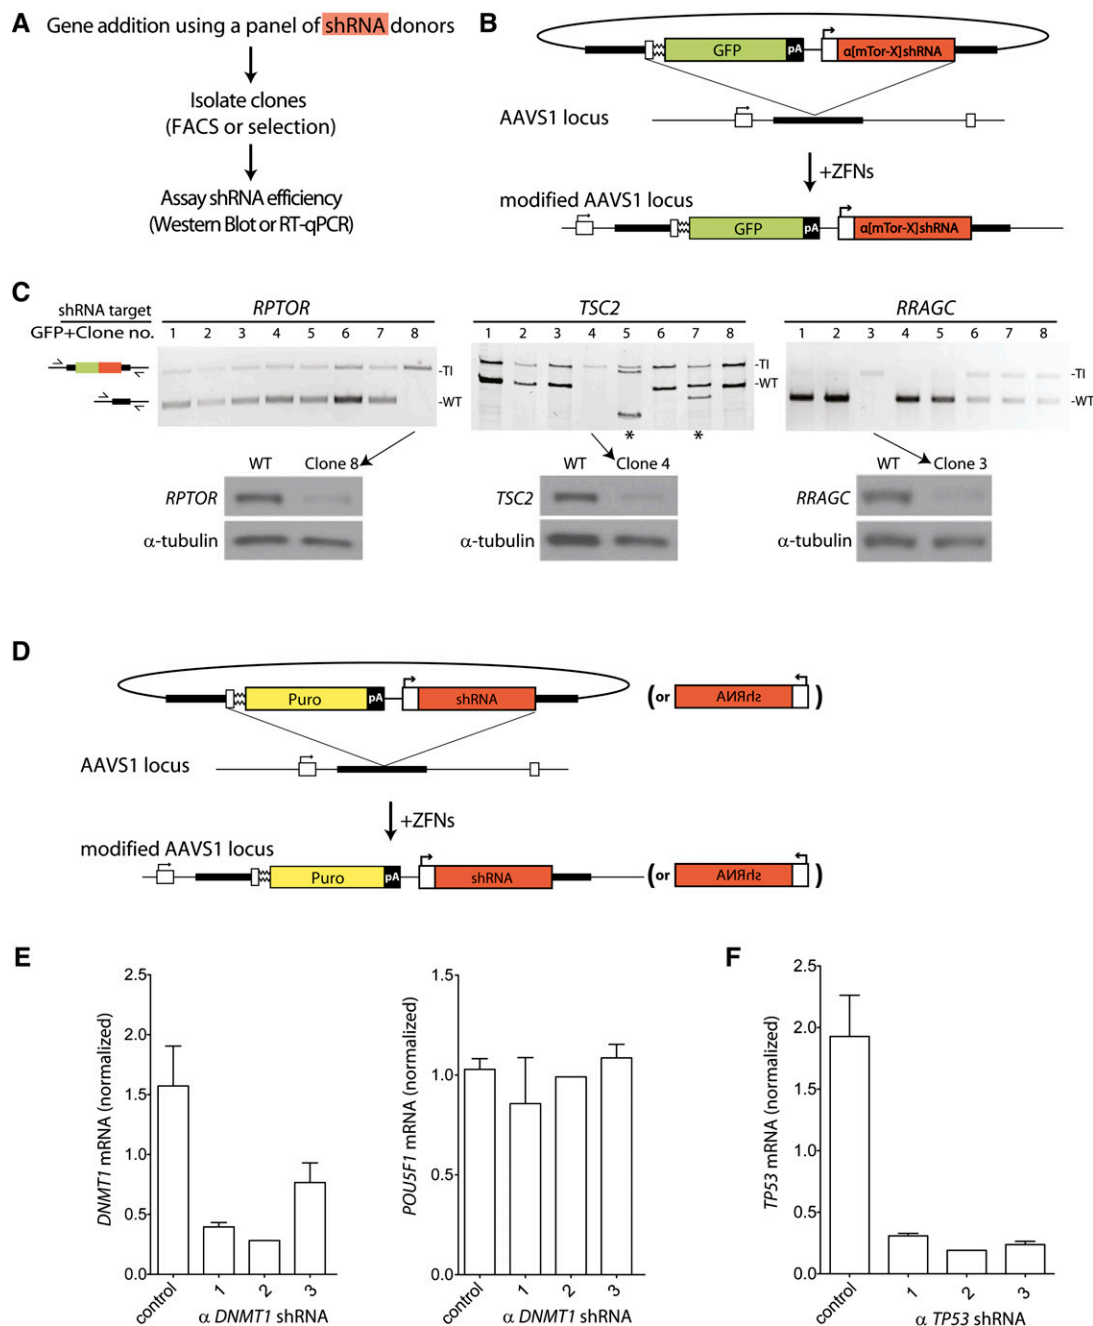 A
Gene addition using a panel of shRNA donors
Isolate clones
(FACS or selection)
Assay shRNA efficiency
(Western Blot or RT-qPCR)
B
GFP
pA
α[mTor-X]shRNA
AAVS1 locus
+ZFNs
modified AAVS1 locus
GFP
pA
α[mTor-X]shRNA
C
shRNA target
GFP+Clone no.
RPTOR
1 2 3 4 5 6 7 8
-TI
-WT
TSC2
1 2 3 4 5 6 7 8
-TI
-WT
* *
RRAGC
1 2 3 4 5 6 7 8
-TI
-WT
WT Clone 8
RPTOR
α-tubulin
WT Clone 4
TSC2
α-tubulin
WT Clone 3
RRAGC
α-tubulin
D
Puro
pA
shRNA
(or shRNA)
AAVS1 locus
+ZFNs
modified AAVS1 locus
Puro
pA
shRNA
(or shRNA)
E
DNMT1 mRNA (normalized)
2.5
2.0
1.5
1.0
0.5
0.0
control 1 2 3
α DNMT1 shRNA
POU5F1 mRNA (normalized)
1.5
1.0
0.5
0.0
control 1 2 3
α DNMT1 shRNA
F
TP53 mRNA (normalized)
2.5
2.0
1.5
1.0
0.5
0.0
control 1 2 3
α TP53 shRNA